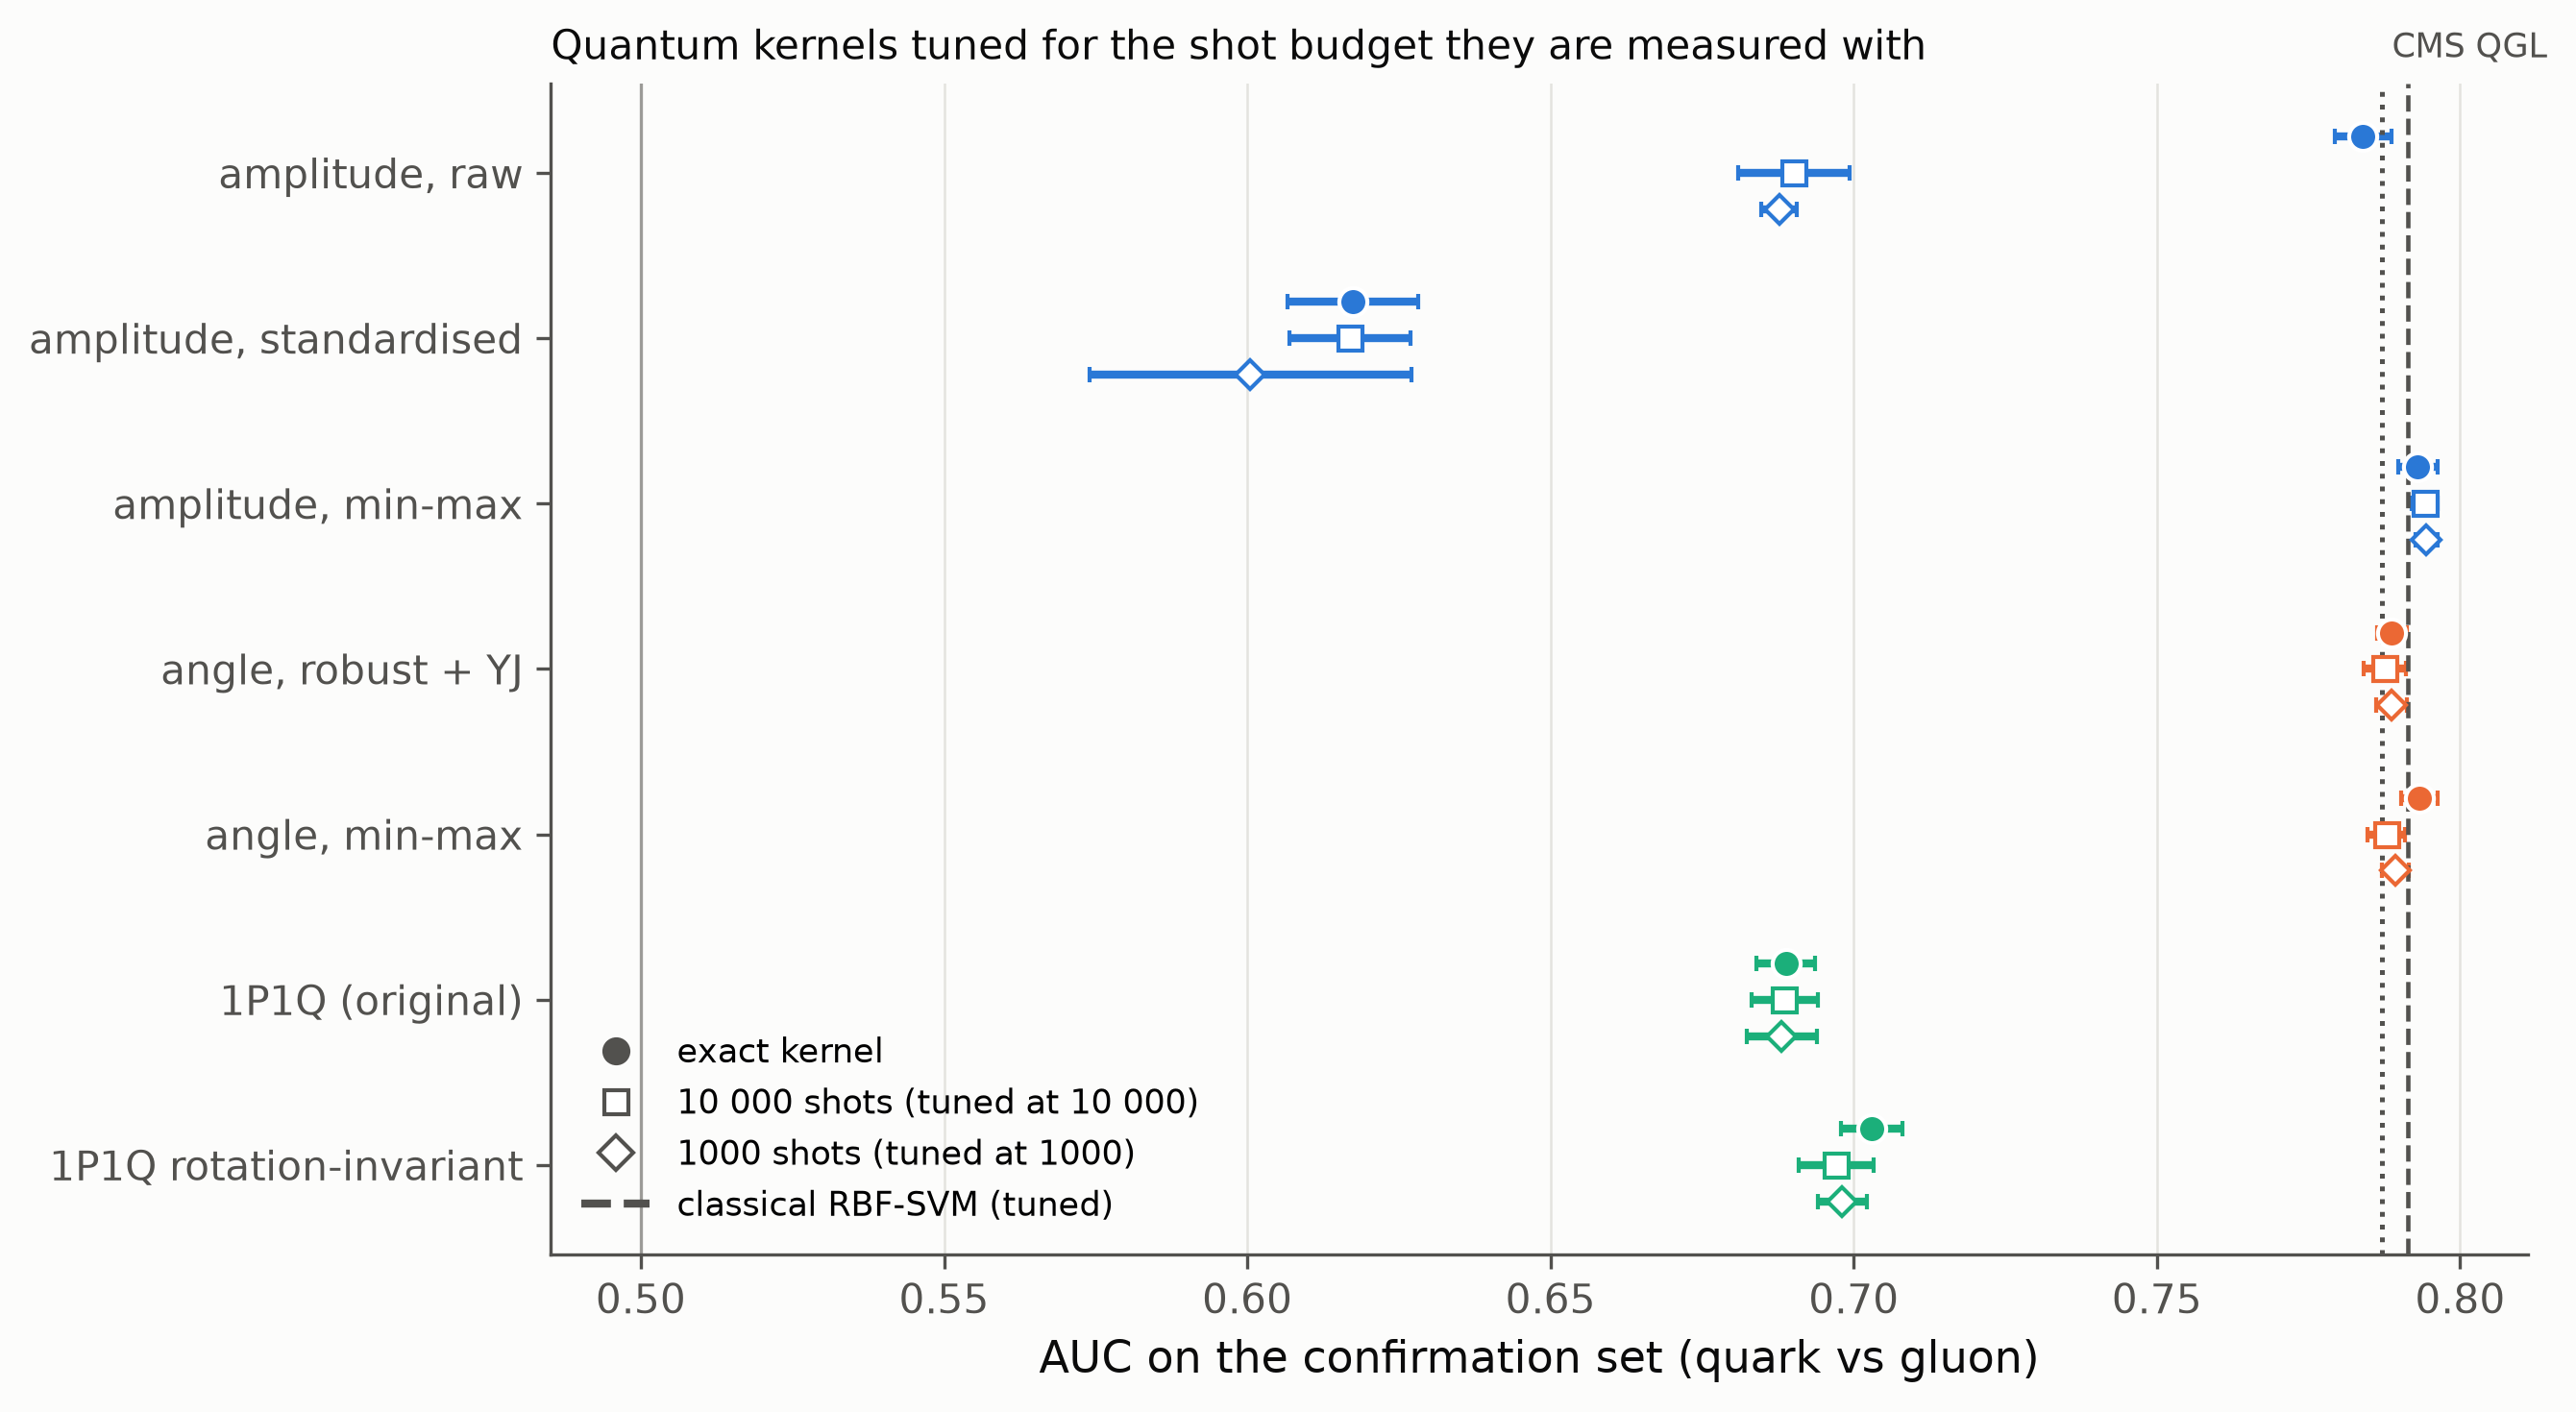 Quantum kernels tuned for the shot budget they are measured with
CMS QGL
amplitude, raw
amplitude, standardised
amplitude, min-max
angle, robust + YJ
angle, min-max
1P1Q (original)
1P1Q rotation-invariant
exact kernel
10 000 shots (tuned at 10 000)
1000 shots (tuned at 1000)
classical RBF-SVM (tuned)
0.50 0.55 0.60 0.65 0.70 0.75 0.80
AUC on the confirmation set (quark vs gluon)